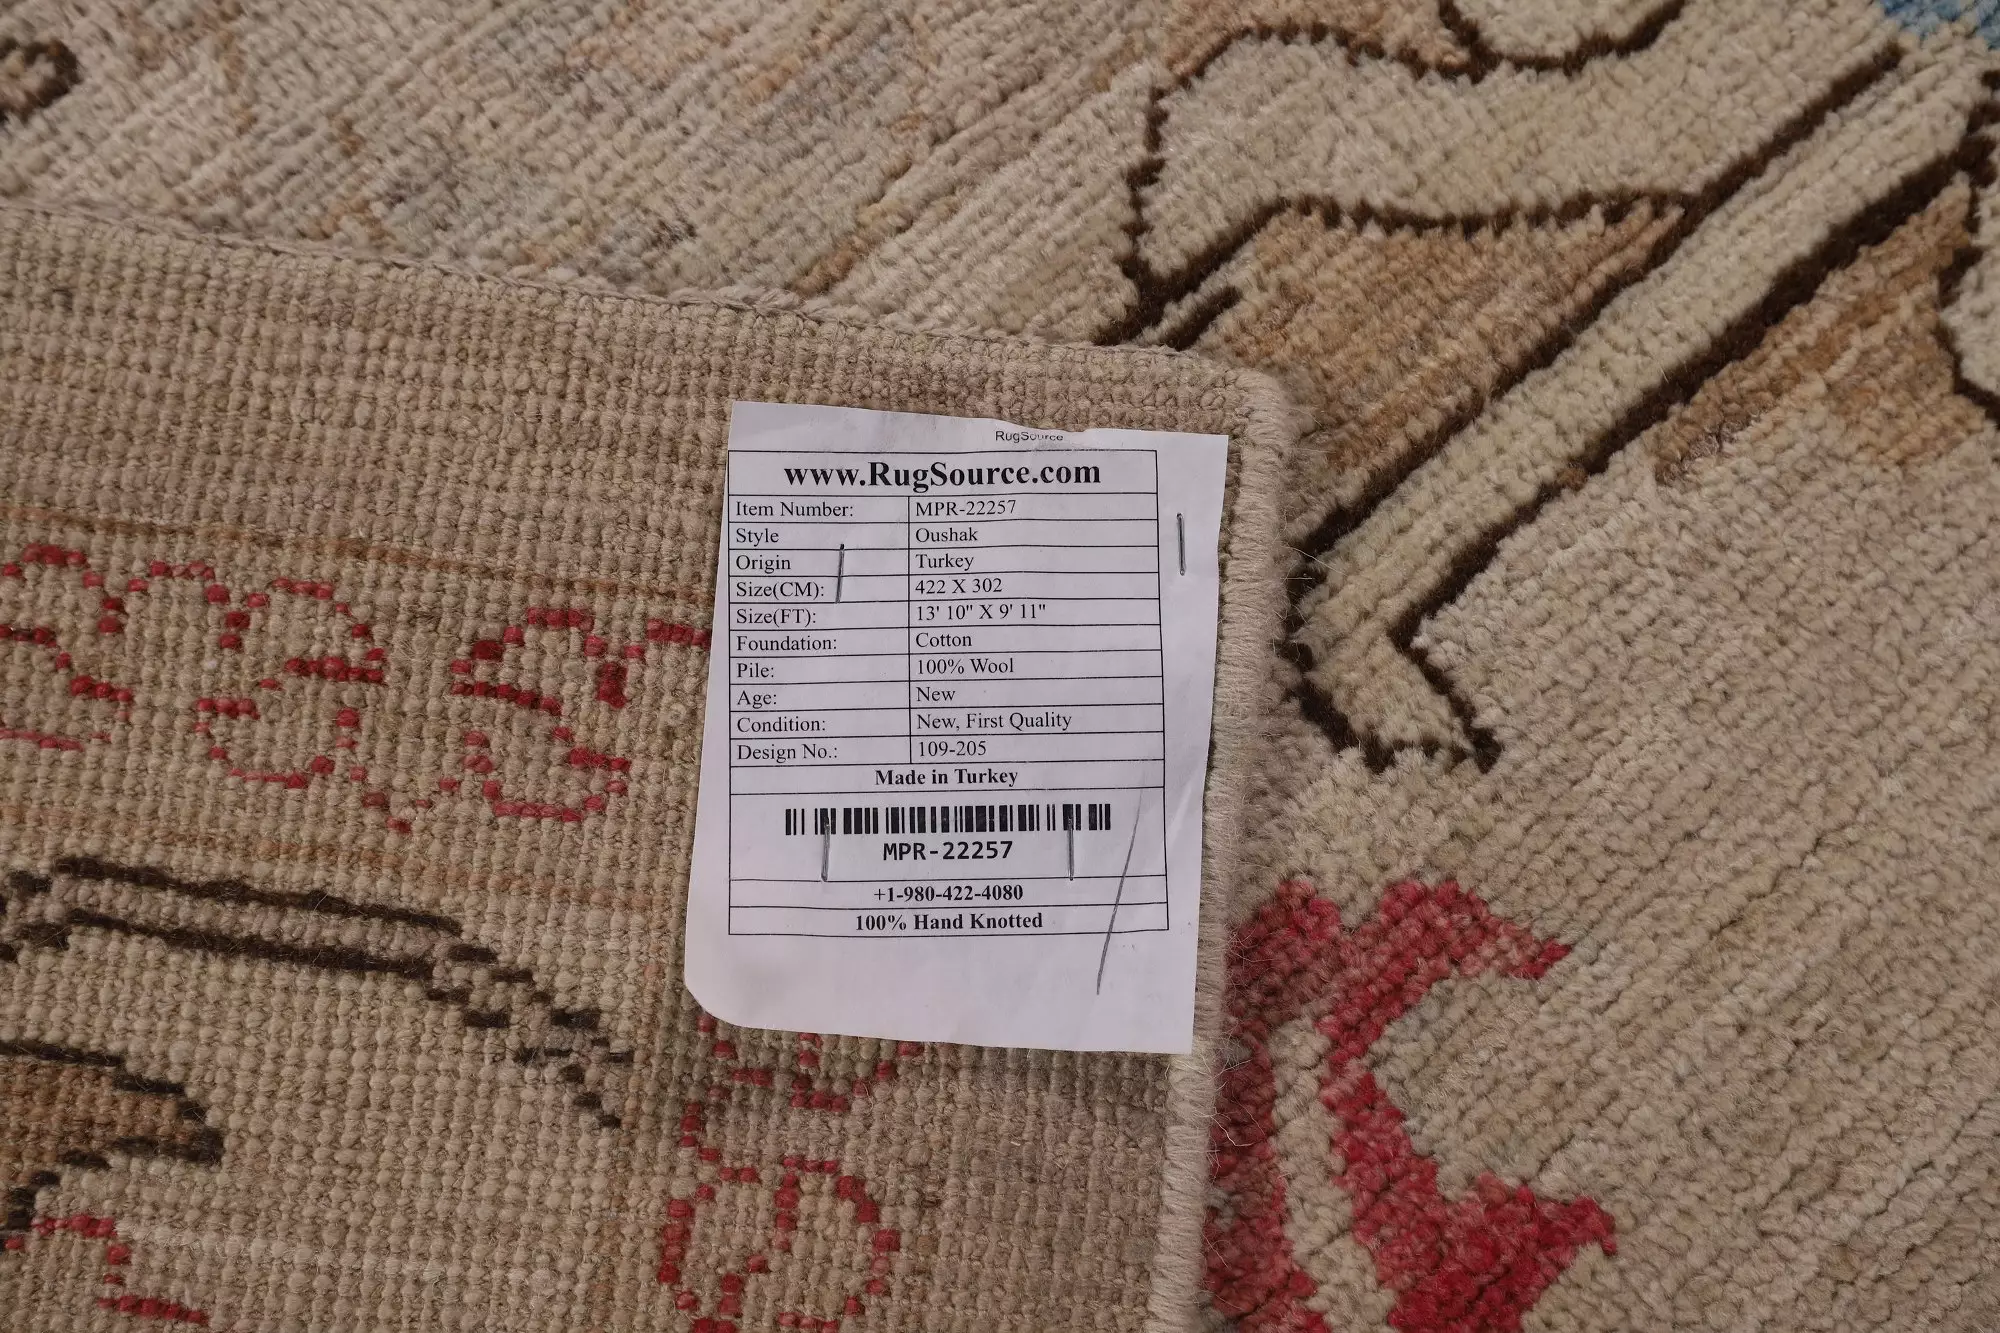 RugSource
www.RugSource.com
Item Number: MPR-22257
Style Oushak
Origin Turkey
Size(CM): 422 X 302
Size(FT): 13' 10" X 9' 11"
Foundation: Cotton
Pile: 100% Wool
Age: New
Condition: New, First Quality
Design No.: 109-205
Made in Turkey
MPR-22257
+1-980-422-4080
100% Hand Knotted